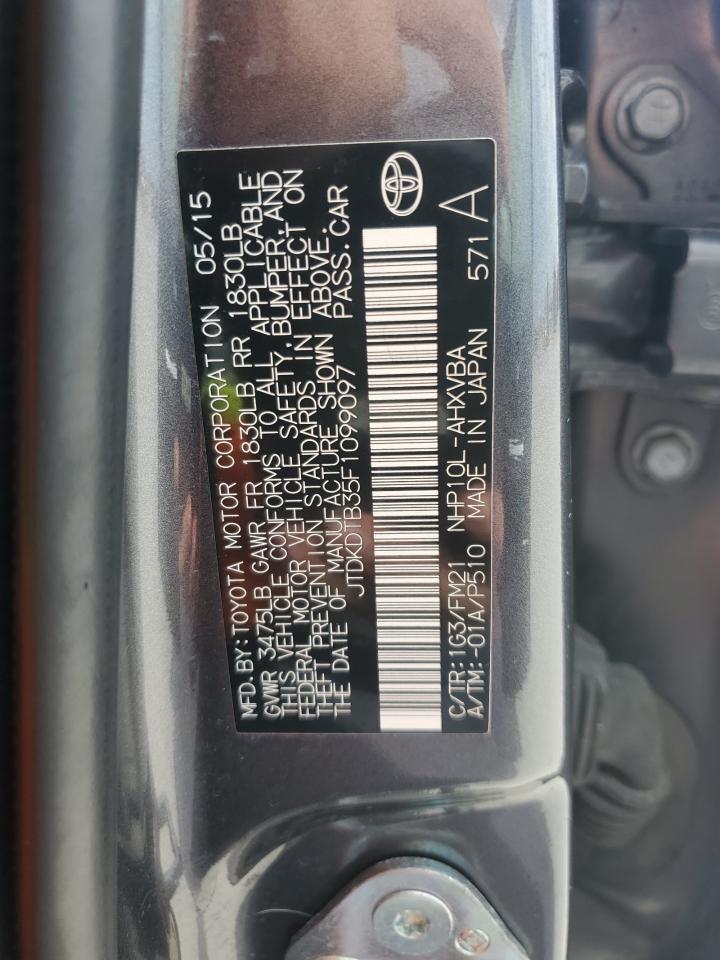 MFD.BY:TOYOTA MOTOR CORPORATION 05/15
GVWR 3475LB GAWR FR 1830LB RR 1830LB
THIS VEHICLE CONFORMS TO ALL APPLICABLE
FEDERAL MOTOR VEHICLE SAFETY,BUMPER,AND
THEFT PREVENTION STANDARDS IN EFFECT ON
THE DATE OF MANUFACTURE SHOWN ABOVE.
JTDKDTB35F1099097 PASS.CAR
C/TR:1G3/FM21 NHP10L-AHXVBA
A/TM:-01A/P510 MADE IN JAPAN 571 A